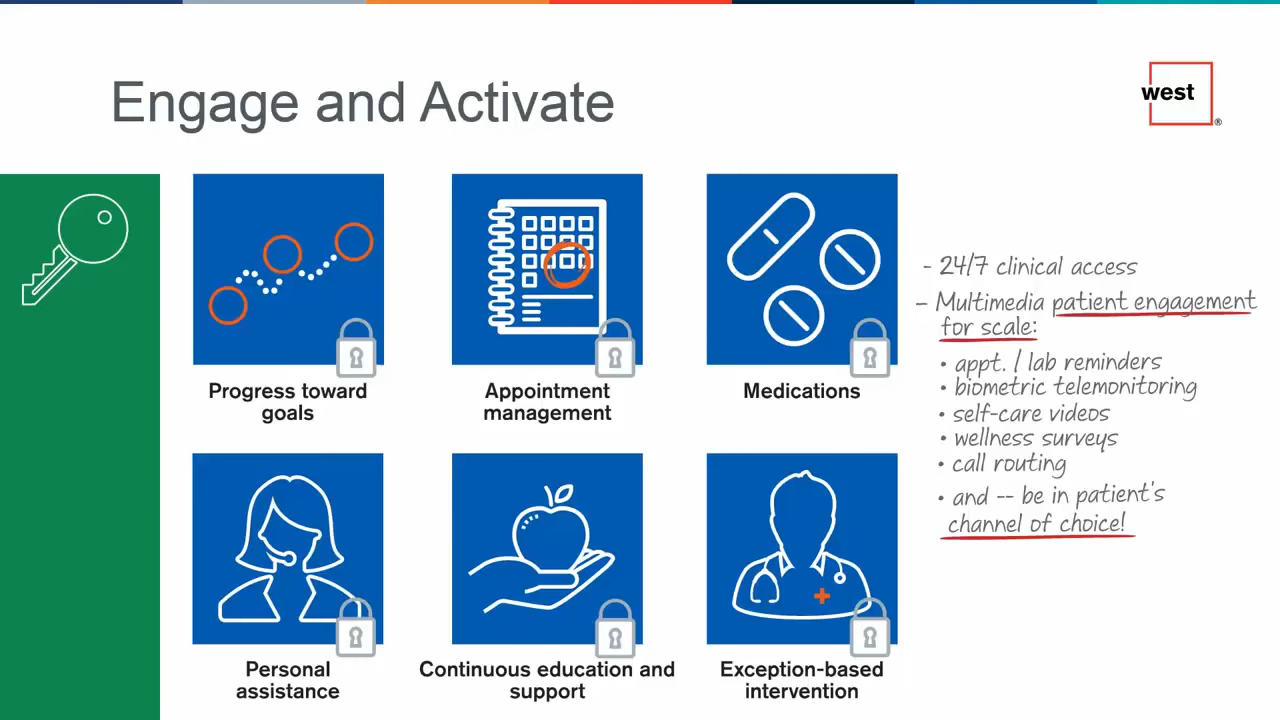 Engage and Activate
west
®
Progress toward
goals
Appointment
management
Medications
- 24/7 clinical access
- Multimedia patient engagement
for scale:
• appt. / lab reminders
• biometric telemonitoring
• self-care videos
• wellness surveys
• call routing
• and -- be in patient's
channel of choice!
Personal
assistance
Continuous education and
support
Exception-based
intervention